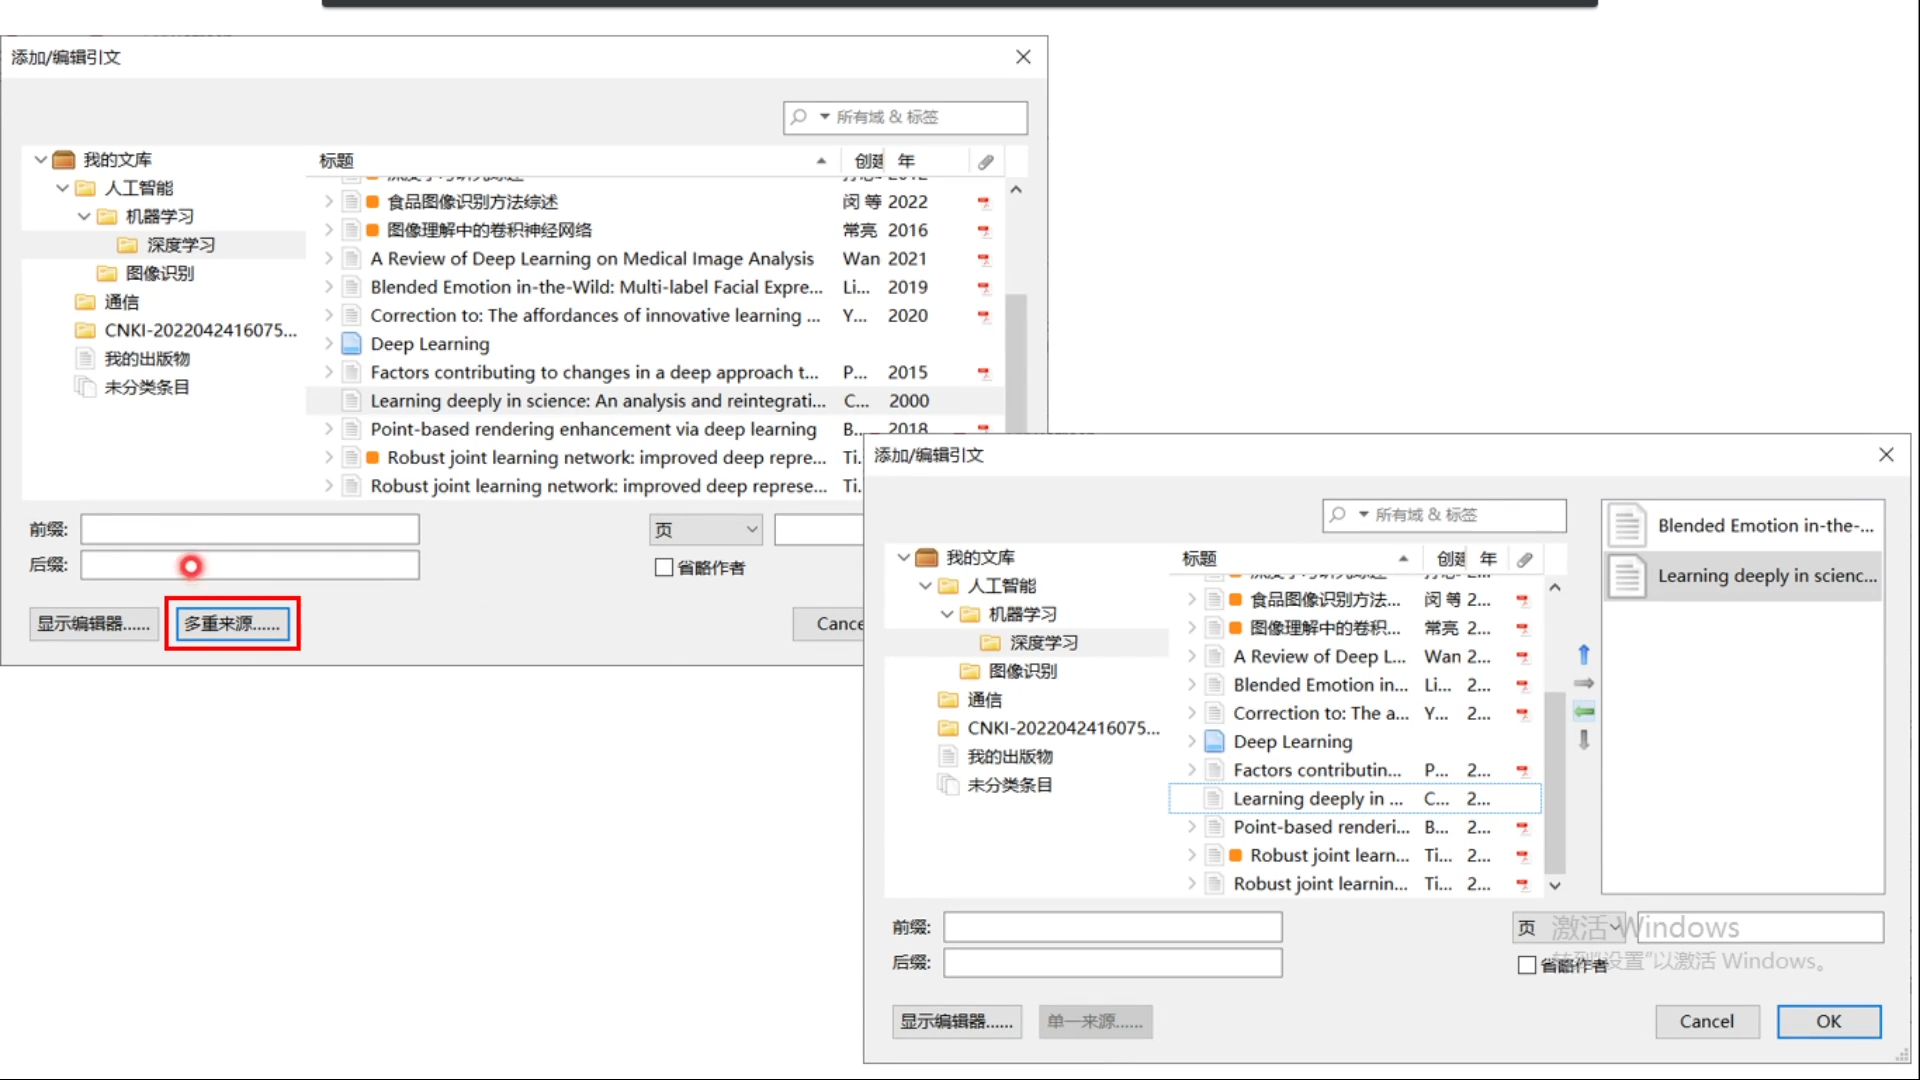 添加/编辑引文
所有域 & 标签
我的文库
人工智能
机器学习
深度学习
图像识别
通信
CNKI-2022042416075...
我的出版物
未分类条目
标题 创建 年
食品图像识别方法综述 闵 等 2022
图像理解中的卷积神经网络 常亮 2016
A Review of Deep Learning on Medical Image Analysis Wan 2021
Blended Emotion in-the-Wild: Multi-label Facial Expre... Li... 2019
Correction to: The affordances of innovative learning ... Y... 2020
Deep Learning
Factors contributing to changes in a deep approach t... P... 2015
Learning deeply in science: An analysis and reintegrati... C... 2000
Point-based rendering enhancement via deep learning B... 2018
Robust joint learning network: improved deep repre... Ti.
Robust joint learning network: improved deep represe... Ti.
前缀: 页
后缀: 省略作者
显示编辑器...... 多重来源...... Cance
添加/编辑引文
所有域 & 标签
我的文库
人工智能
机器学习
深度学习
图像识别
通信
CNKI-2022042416075...
我的出版物
未分类条目
标题 创建 年
食品图像识别方法... 闵 等 2...
图像理解中的卷积... 常亮 2...
A Review of Deep L... Wan 2...
Blended Emotion in... Li... 2...
Correction to: The a... Y... 2...
Deep Learning
Factors contributin... P... 2...
Learning deeply in ... C... 2...
Point-based renderi... B... 2...
Robust joint learn... Ti... 2...
Robust joint learnin... Ti... 2...
Blended Emotion in-the-...
Learning deeply in scienc...
前缀: 页
后缀: 省略作者
激活 Windows
转到"设置"以激活 Windows。
显示编辑器...... 单一来源...... Cancel OK